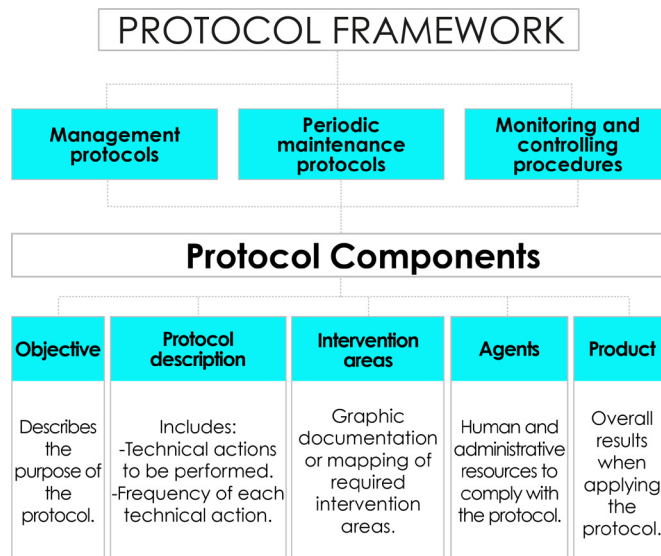 PROTOCOL FRAMEWORK
Management
protocols
Periodic
maintenance
protocols
Monitoring and
controlling
procedures
Protocol Components
Objective
Protocol
description
Intervention
areas
Agents
Product
Describes
the
purpose of
the
protocol.
Includes:
-Technical actions
to be performed.
-Frequency of each
technical action.
Graphic
documentation
or mapping of
required
intervention
areas.
Human and
administrative
resources to
comply with
the protocol.
Overall
results
when
applying
the
protocol.